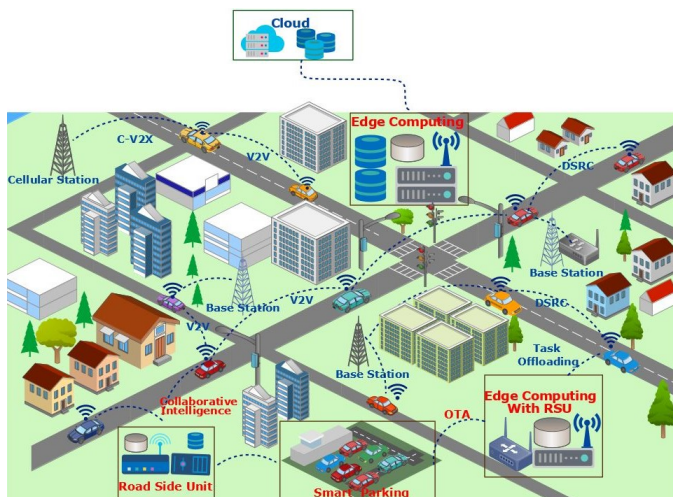 Cloud
Edge Computing
C-V2X
V2V
DSRC
Cellular Station
Base Station
Base Station
V2V
DSRC
V2V
Base Station
Task
Offloading
Collaborative
Intelligence
OTA
Edge Computing
With RSU
Road Side Unit
Smart Parking